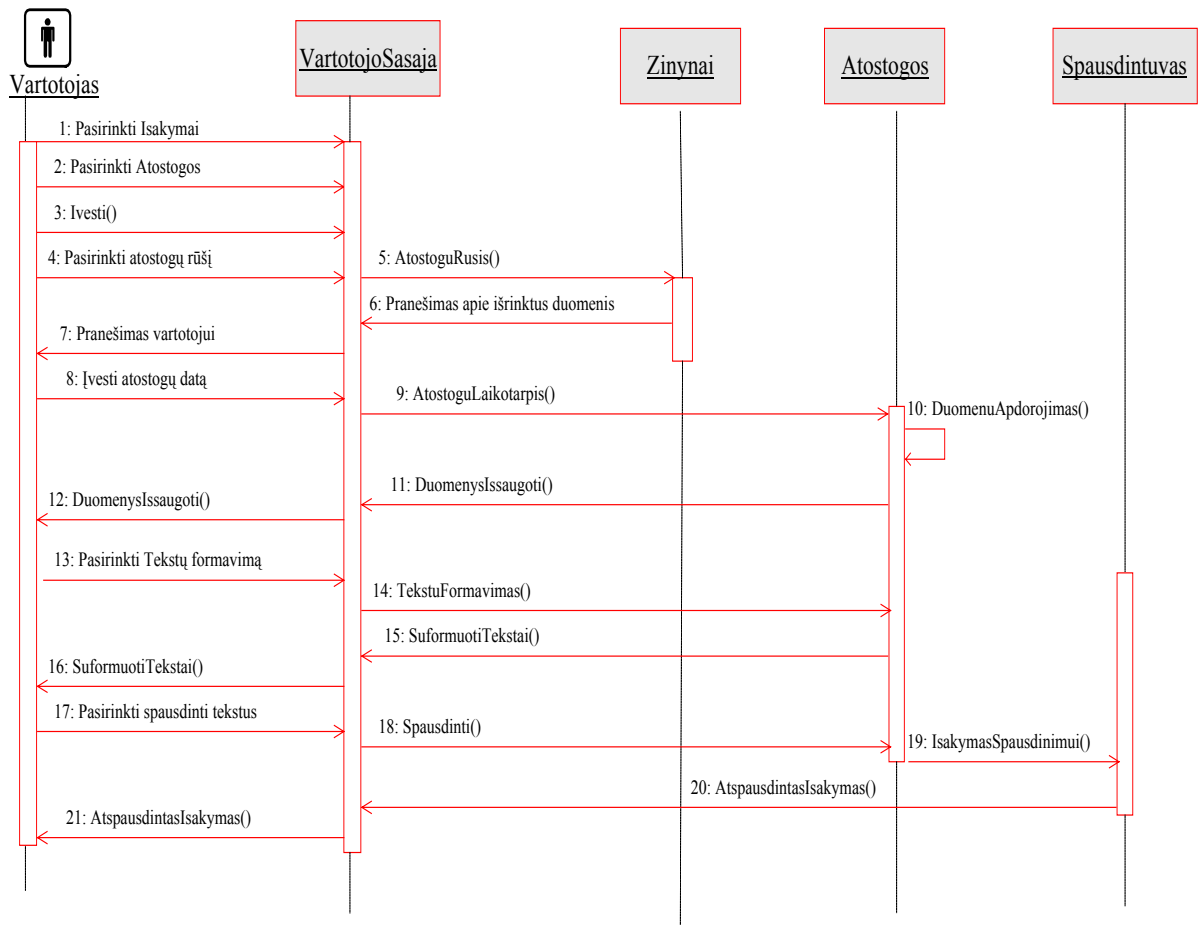 Vartotojas
VartotojoSasaja
Zinynai
Atostogos
Spausdintuvas
1: Pasirinkti Isakymai
2: Pasirinkti Atostogos
3: Ivesti()
4: Pasirinkti atostogų rūšį
5: AtostoguRusis()
6: Pranešimas apie išrinktus duomenis
7: Pranešimas vartotojui
8: Įvesti atostogų datą
9: AtostoguLaikotarpis()
10: DuomenuApdorojimas()
11: DuomenysIssaugoti()
12: DuomenysIssaugoti()
13: Pasirinkti Tekstų formavimą
14: TekstuFormavimas()
15: SuformuotiTekstai()
16: SuformuotiTekstai()
17: Pasirinkti spausdinti tekstus
18: Spausdinti()
19: IsakymasSpausdinimui()
20: AtspausdintasIsakymas()
21: AtspausdintasIsakymas()